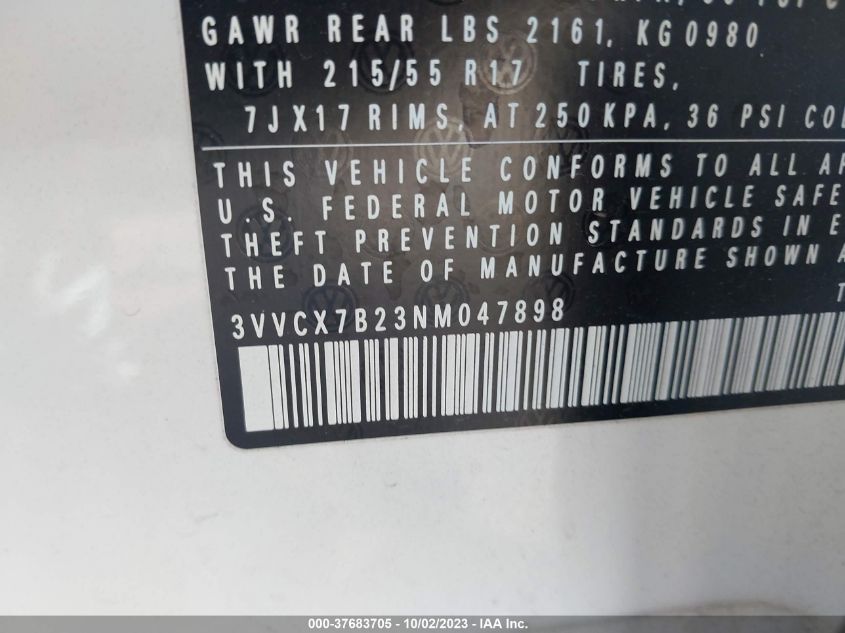 GAWR REAR LBS 2161, KG0980
WITH 215/55 R17 TIRES,
7JX17 RIMS, AT 250 KPA, 36 PSI
THIS VEHICLE CONFORMS TO ALL
U.S. FEDERAL MOTOR VEHICLE
THEFT PREVENTION STANDARDS IN
THE DATE OF MANUFACTURE SHOWN
3VVCX7B23NM047898
000-37683705 - 10/02/2023 - IAA Inc.